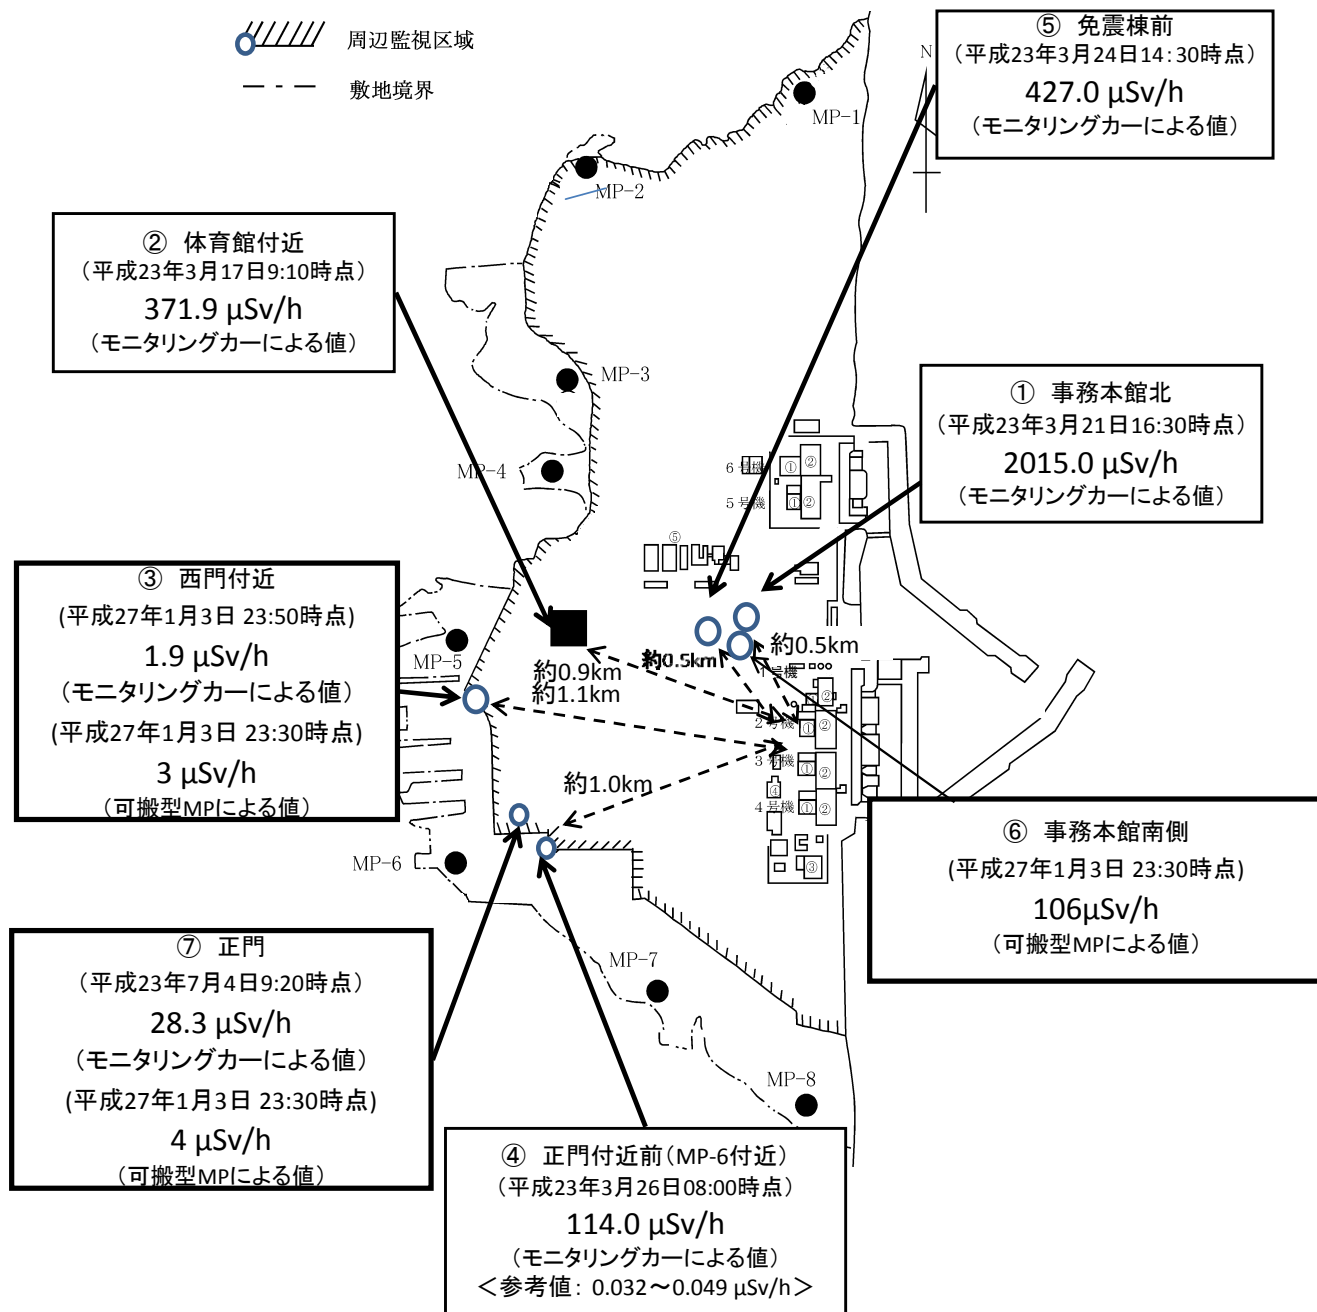 周辺監視区域
敷地境界
⑤ 免震棟前
（平成23年3月24日14:30時点）
427.0 μSv/h
（モニタリングカーによる値）
N
MP-1
MP-2
② 体育館付近
（平成23年3月17日9:10時点）
371.9 μSv/h
（モニタリングカーによる値）
MP-3
MP-4
① 事務本館北
（平成23年3月21日16:30時点）
2015.0 μSv/h
（モニタリングカーによる値）
6号機
①
②
5号機
①
②
⑤
③ 西門付近
(平成27年1月3日 23:50時点)
1.9 μSv/h
（モニタリングカーによる値）
(平成27年1月3日 23:30時点)
3 μSv/h
（可搬型MPによる値）
MP-5
約0.9km
約1.1km
約0.5km
約0.5km
1号機
②
2号機
①
②
3号機
①
②
④
4号機
①
②
③
約1.0km
MP-6
⑥ 事務本館南側
(平成27年1月3日 23:30時点)
106μSv/h
（可搬型MPによる値）
⑦ 正門
（平成23年7月4日9:20時点）
28.3 μSv/h
（モニタリングカーによる値）
(平成27年1月3日 23:30時点)
4 μSv/h
（可搬型MPによる値）
MP-7
MP-8
④ 正門付近前（MP-6付近）
（平成23年3月26日08:00時点）
114.0 μSv/h
（モニタリングカーによる値）
＜参考値: 0.032～0.049 μSv/h＞